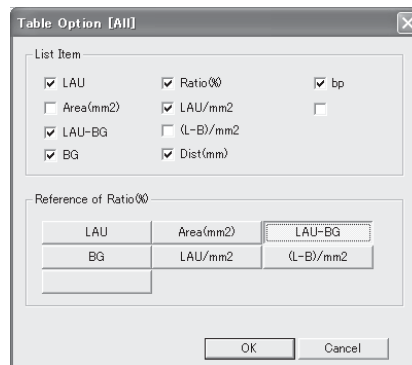 Table Option [All]
List Item
LAU Ratio(%) bp
Area(mm2) LAU/mm2
LAU-BG (L-B)/mm2
BG Dist(mm)
Reference of Ratio(%)
LAU Area(mm2) LAU-BG
BG LAU/mm2 (L-B)/mm2
OK Cancel